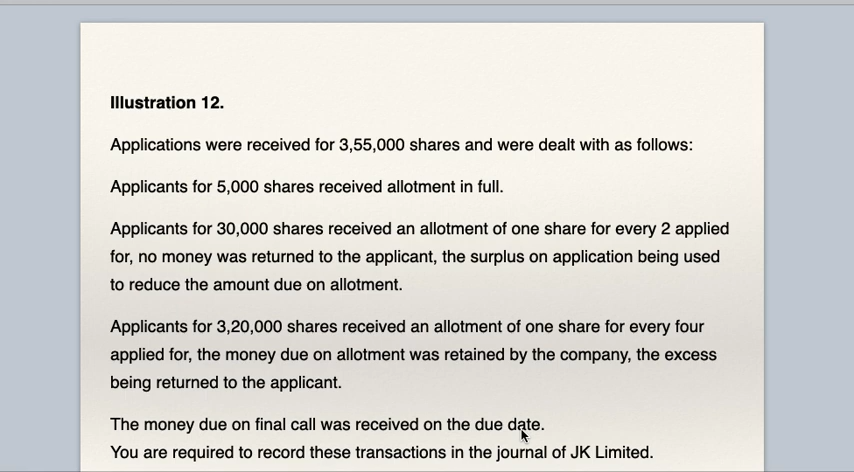 Illustration 12.
Applications were received for 3,55,000 shares and were dealt with as follows:
Applicants for 5,000 shares received allotment in full.
Applicants for 30,000 shares received an allotment of one share for every 2 applied
for, no money was returned to the applicant, the surplus on application being used
to reduce the amount due on allotment.
Applicants for 3,20,000 shares received an allotment of one share for every four
applied for, the money due on allotment was retained by the company, the excess
being returned to the applicant.
The money due on final call was received on the due date.
You are required to record these transactions in the journal of JK Limited.